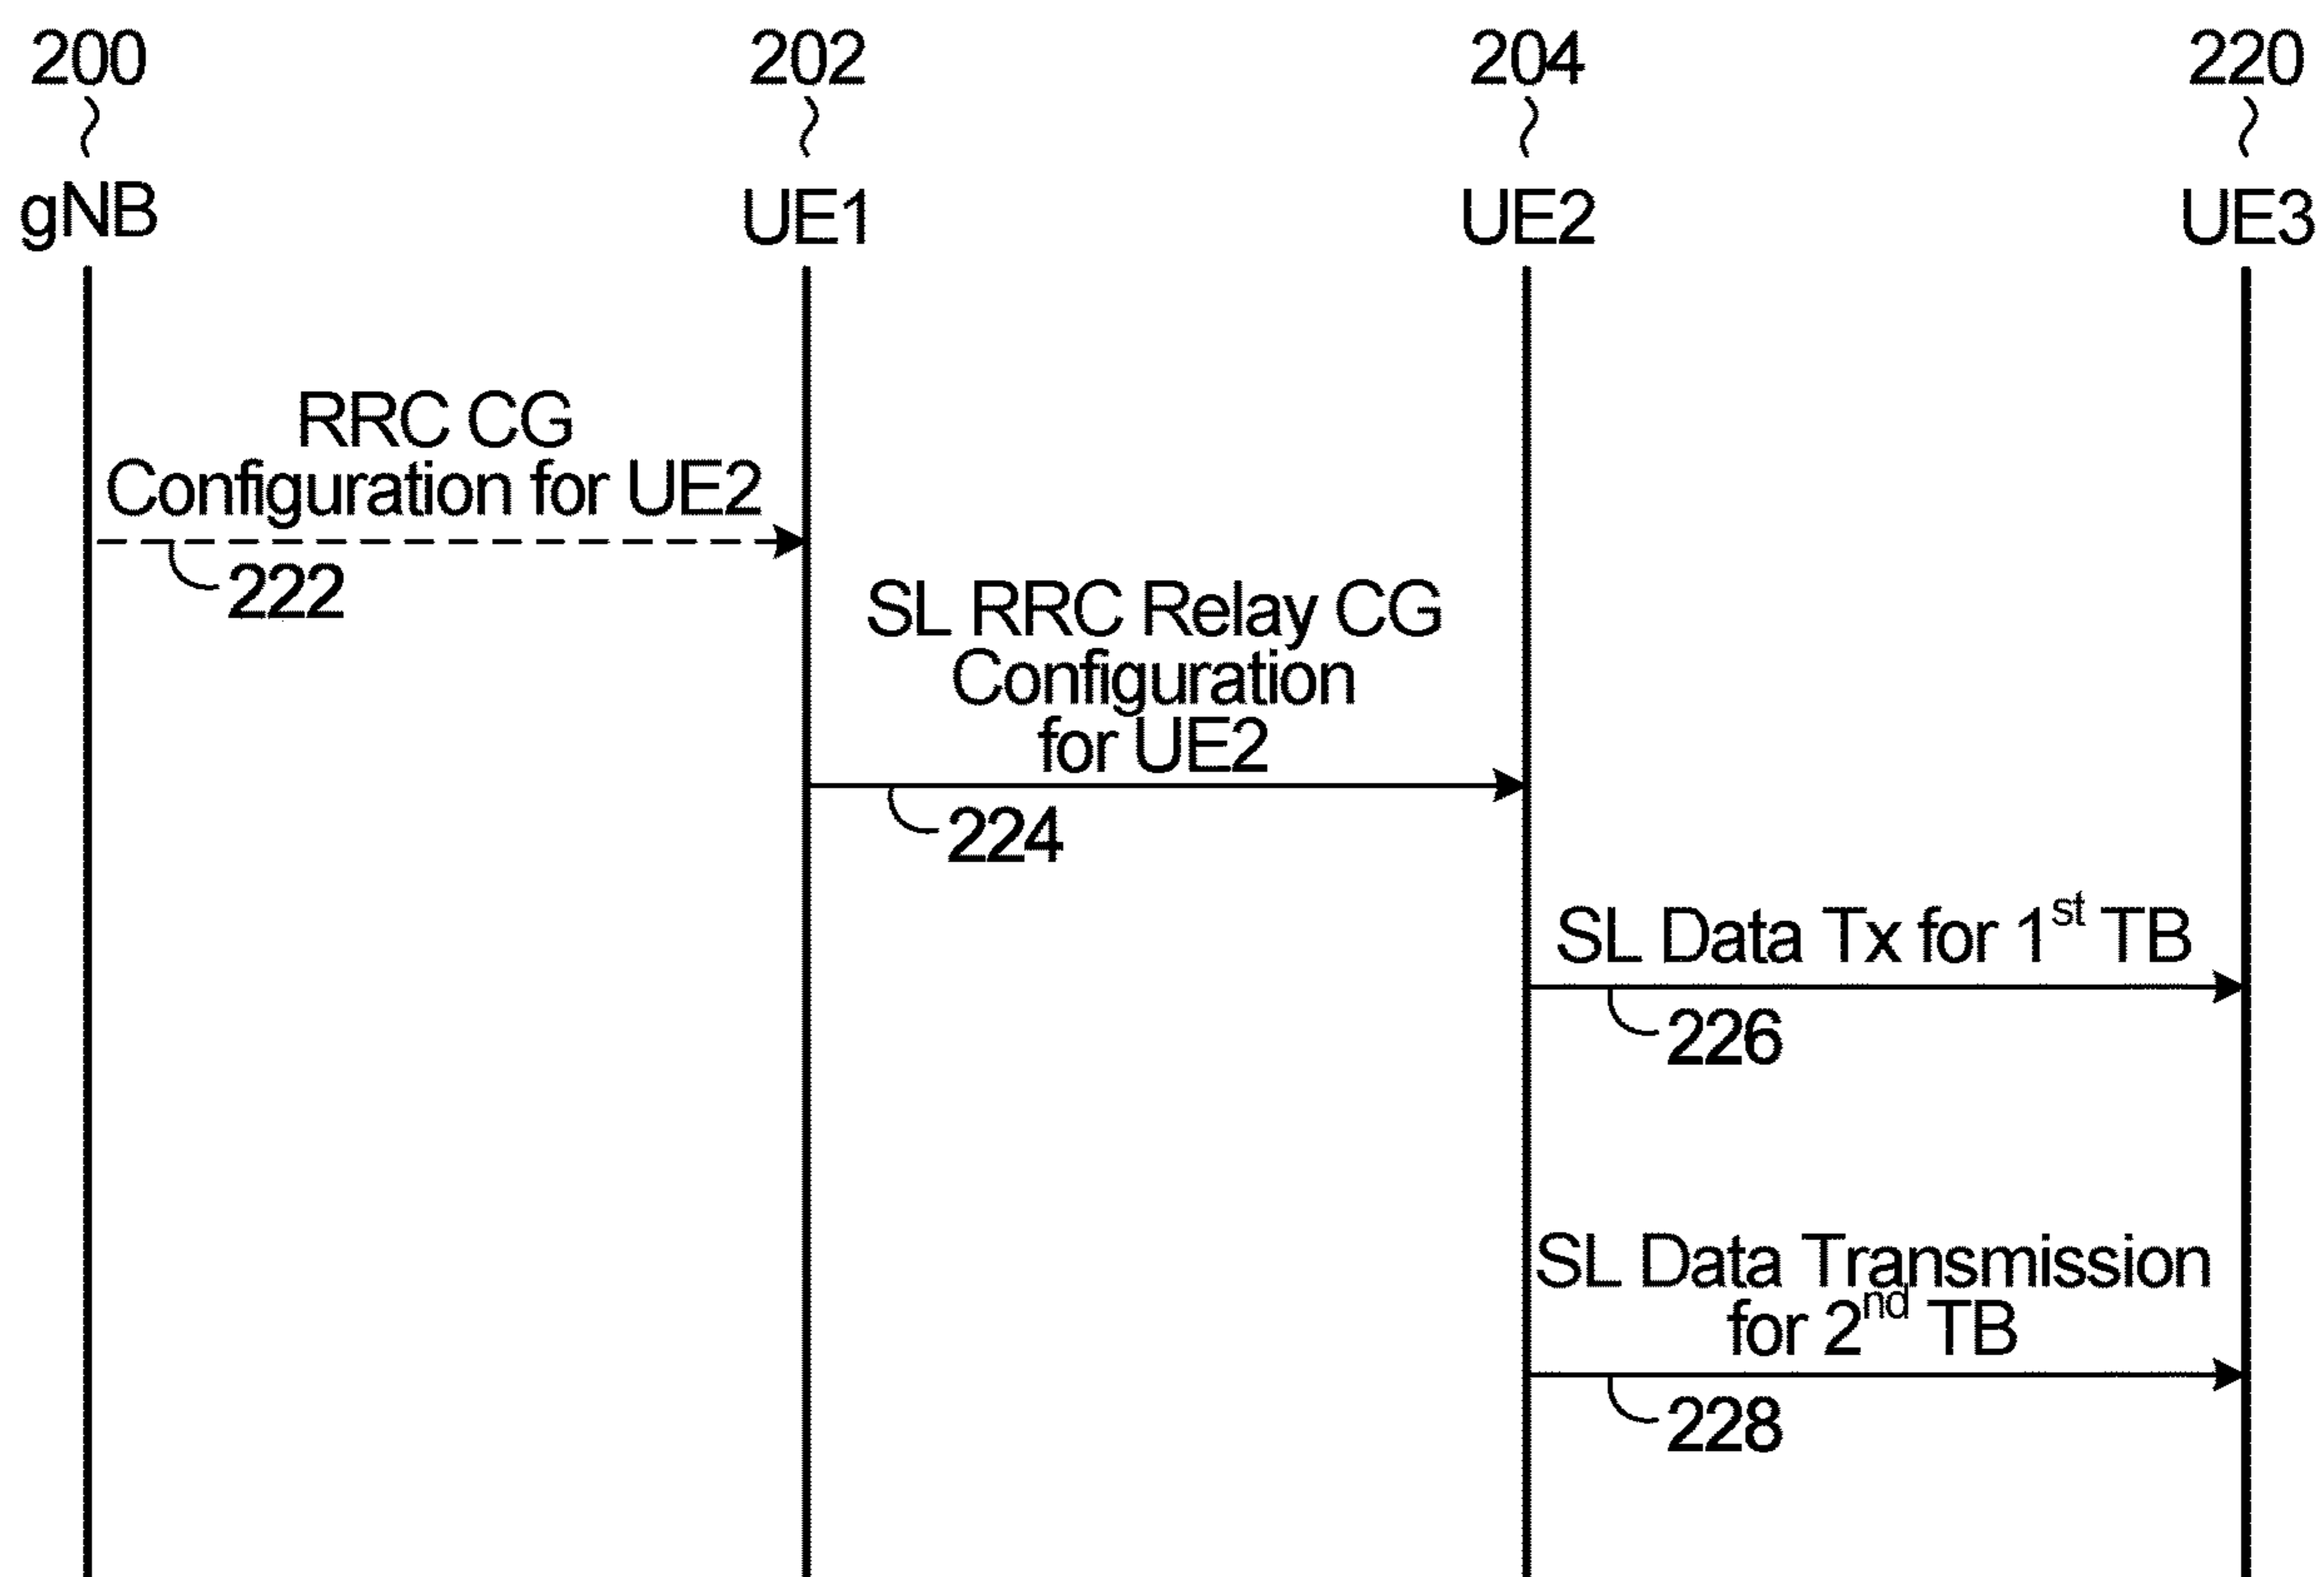 200
202
204
220
gNB
UE1
UE2
UE3
RRC CG
Configuration for UE2
222
SL RRC Relay CG
Configuration
for UE2
224
SL Data Tx for 1st TB
226
SL Data Transmission
for 2nd TB
228